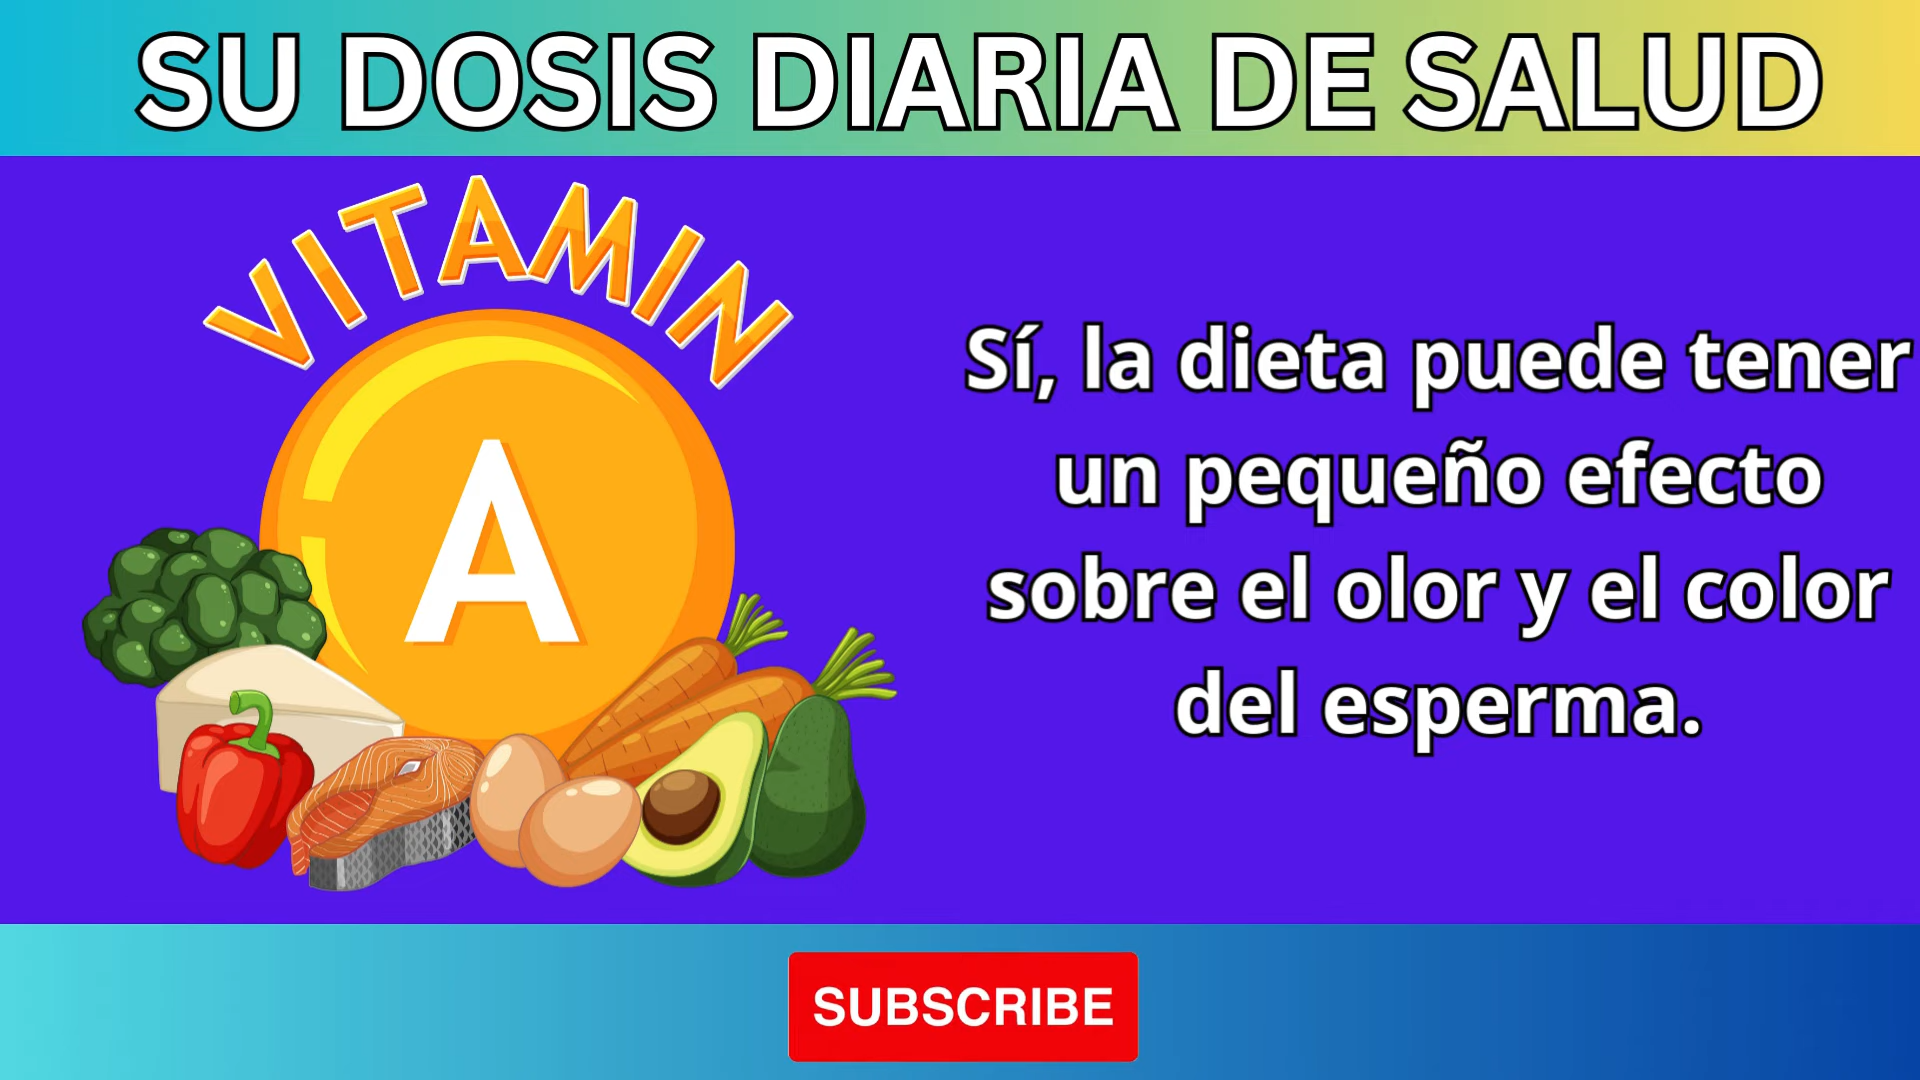 SU DOSIS DIARIA DE SALUD
VITAMIN
A
Sí, la dieta puede tener
un pequeño efecto
sobre el olor y el color
del esperma.
SUBSCRIBE